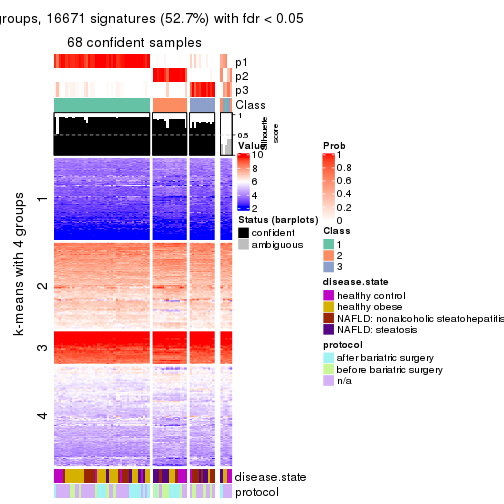 groups, 16671 signatures (52.7%) with fdr < 0.05
68 confident samples
p1
p2
p3
Class
1
0.5
0
Silhouette
score
k-means with 4 groups
1
2
3
4
disease.state
protocol
Value
10
8
6
4
2
Status (barplots)
confident
ambiguous
Prob
1
0.8
0.6
0.4
0.2
0
Class
1
2
3
disease.state
healthy control
healthy obese
NAFLD: nonalcoholic steatohepatitis
NAFLD: steatosis
protocol
after bariatric surgery
before bariatric surgery
n/a